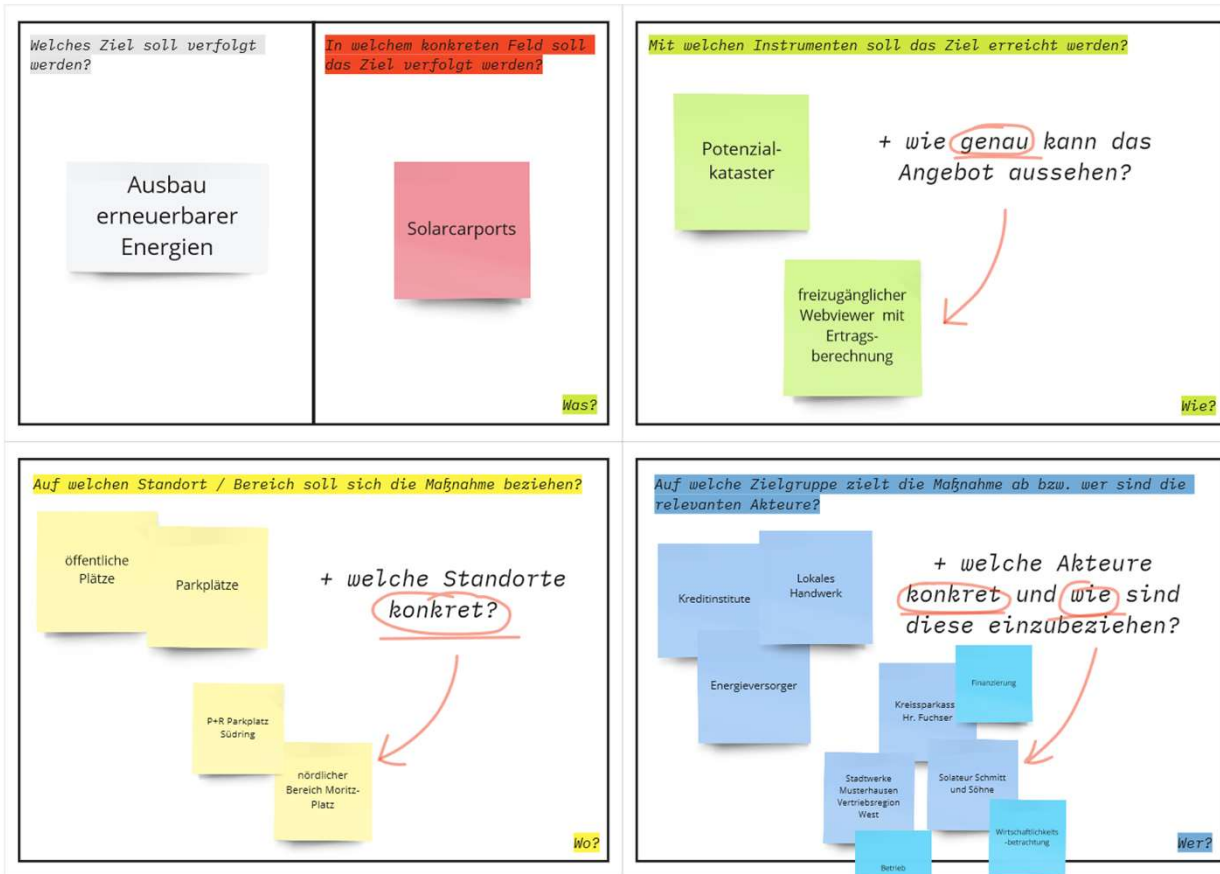 Welches Ziel soll verfolgt
werden?
In welchem konkreten Feld soll
das Ziel verfolgt werden?
Ausbau
erneuerbarer
Energien
Solarcarports
Was?
Mit welchen Instrumenten soll das Ziel erreicht werden?
Potenzial-
kataster
+ wie genau kann das
Angebot aussehen?
freizugänglicher
Webviewer mit
Ertrags-
berechnung
Wie?
Auf welchen Standort / Bereich soll sich die Maßnahme beziehen?
öffentliche
Plätze
Parkplätze
+ welche Standorte
konkret?
P+R Parkplatz
Südring
nördlicher
Bereich Moritz-
Platz
Wo?
Auf welche Zielgruppe zielt die Maßnahme ab bzw. wer sind die
relevanten Akteure?
Kreditinstitute
Lokales
Handwerk
Energieversorger
+ welche Akteure
konkret und wie sind
diese einzubeziehen?
Kreissparkass
Hr. Fuchser
Finanzierung
Stadtwerke
Musterhausen
Vertriebsregion
West
Solateur Schmitt
und Söhne
Betrieb
Wirtschaftlichkeits
-betrachtung
Wer?